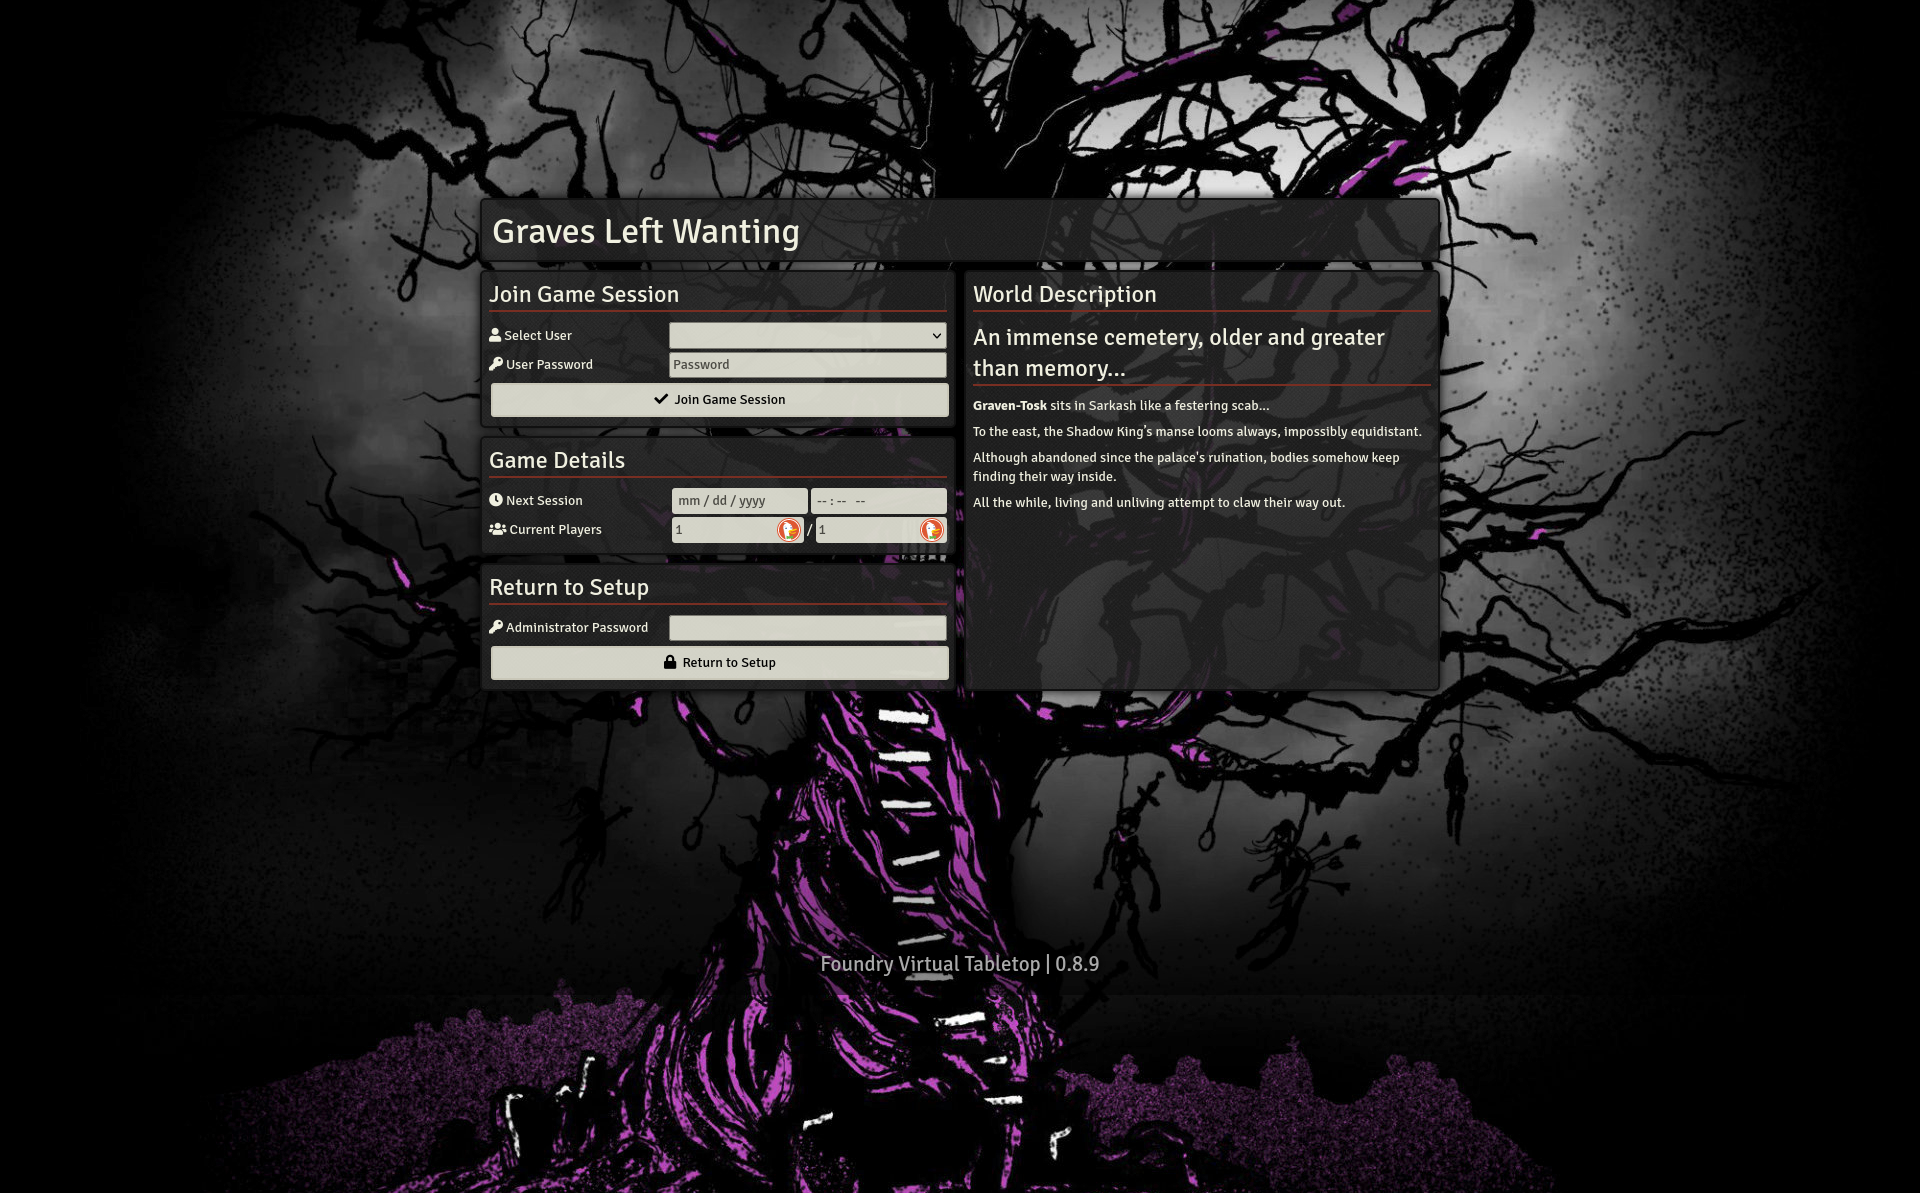 Graves Left Wanting
Join Game Session
Select User
User Password
Password
Join Game Session
Game Details
Next Session
mm / dd / yyyy
-- : -- --
Current Players
1 / 1
Return to Setup
Administrator Password
Return to Setup
World Description
An immense cemetery, older and greater
than memory...
Graven-Tosk sits in Sarkash like a festering scab...
To the east, the Shadow King's manse looms always, impossibly equidistant.
Although abandoned since the palace's ruination, bodies somehow keep
finding their way inside.
All the while, living and unliving attempt to claw their way out.
Foundry Virtual Tabletop | 0.8.9